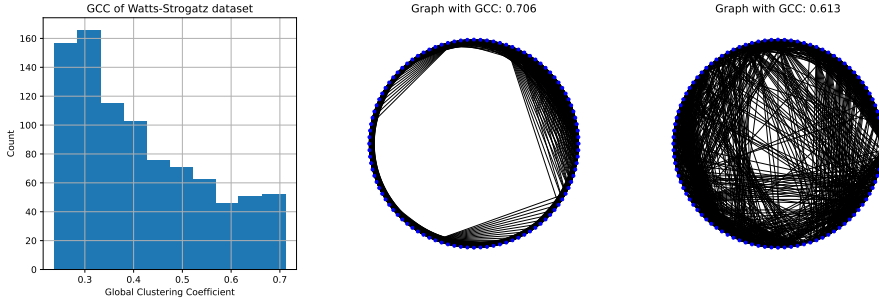 GCC of Watts-Strogatz dataset
Count
160
140
120
100
80
60
40
20
0
0.3 0.4 0.5 0.6 0.7
Global Clustering Coefficient
Graph with GCC: 0.706
Graph with GCC: 0.613